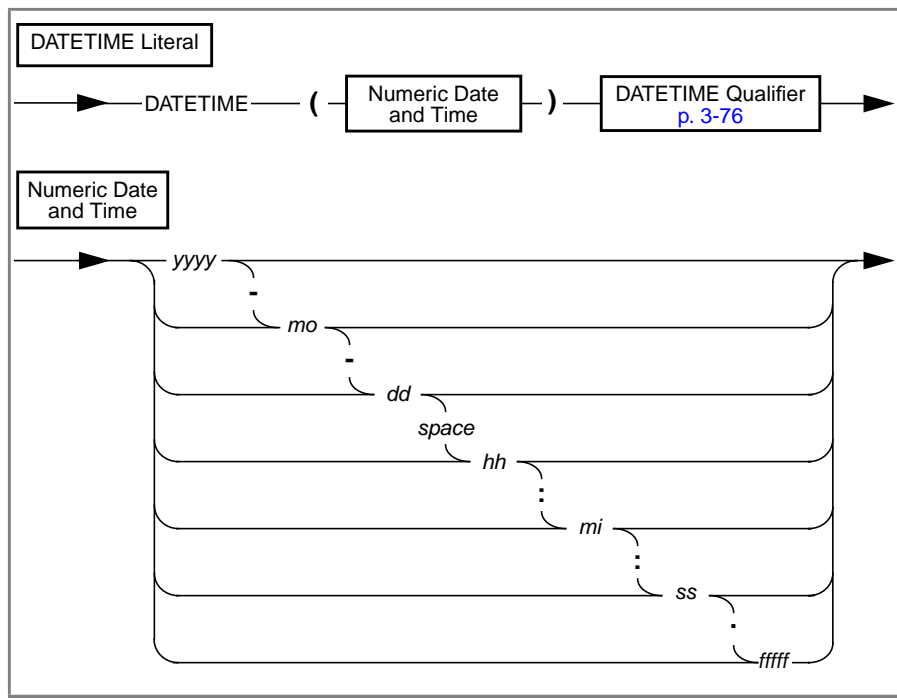 DATETIME Literal
DATETIME ( Numeric Date and Time ) DATETIME Qualifier p. 3-76
Numeric Date
and Time
yyyy
-
mo
-
dd
space
hh
:
mi
:
ss
.
fffff